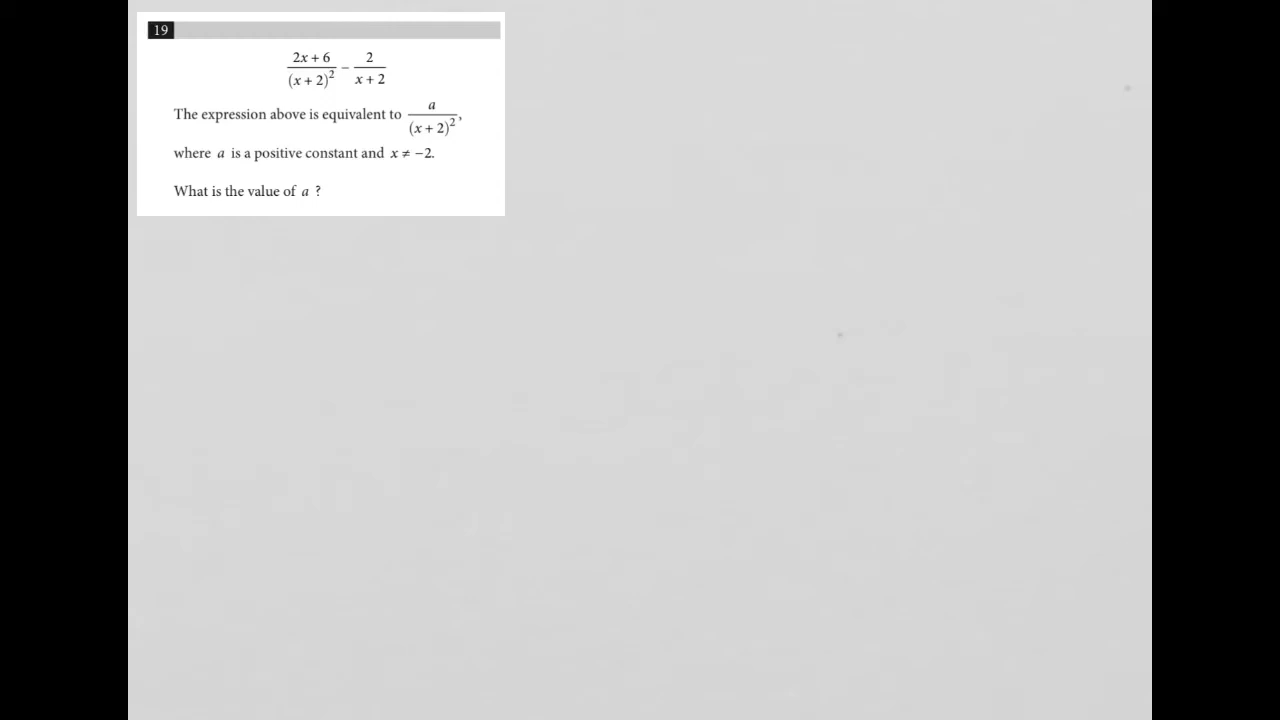 19
(2x + 6)/(x + 2)² − 2/(x + 2)
The expression above is equivalent to a/(x + 2)²,
where a is a positive constant and x ≠ −2.
What is the value of a ?